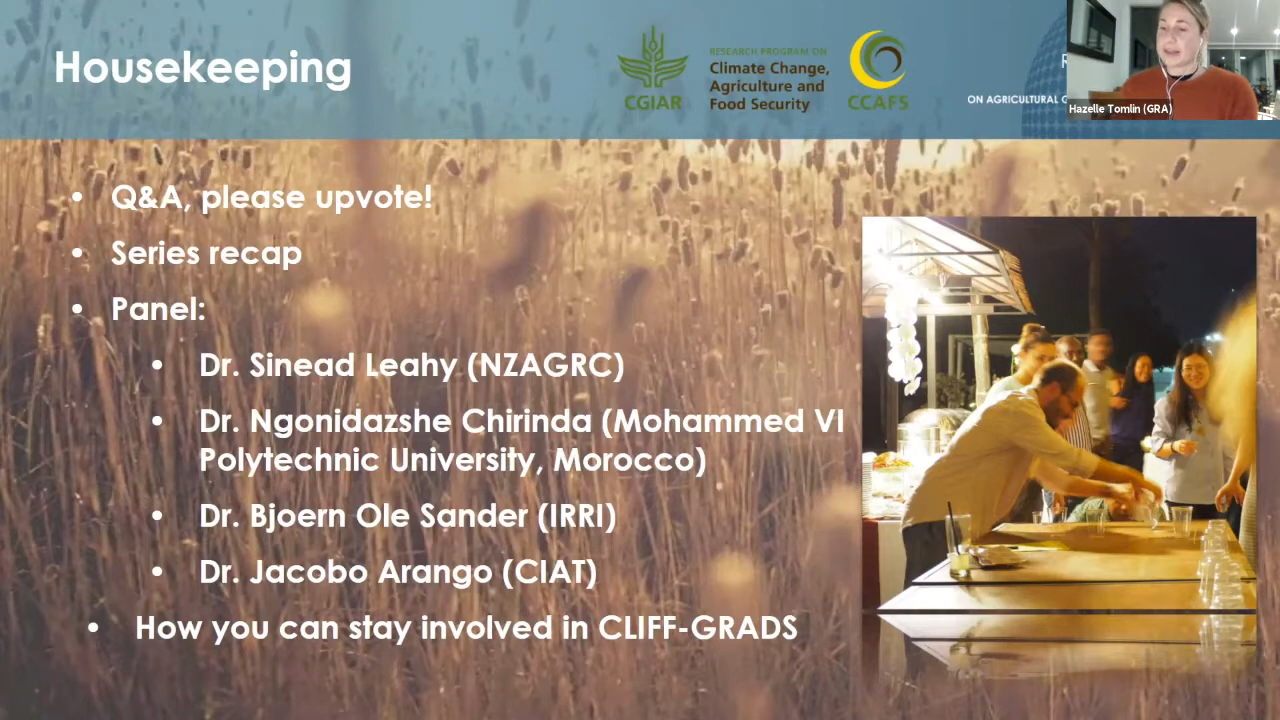 Housekeeping
CGIAR
RESEARCH PROGRAM ON
Climate Change,
Agriculture and
Food Security
CCAFS
ON AGRICULTURAL
Hazelle Tomlin (GRA)
• Q&A, please upvote!
• Series recap
• Panel:
• Dr. Sinead Leahy (NZAGRC)
• Dr. Ngonidazshe Chirinda (Mohammed VI
Polytechnic University, Morocco)
• Dr. Bjoern Ole Sander (IRRI)
• Dr. Jacobo Arango (CIAT)
• How you can stay involved in CLIFF-GRADS